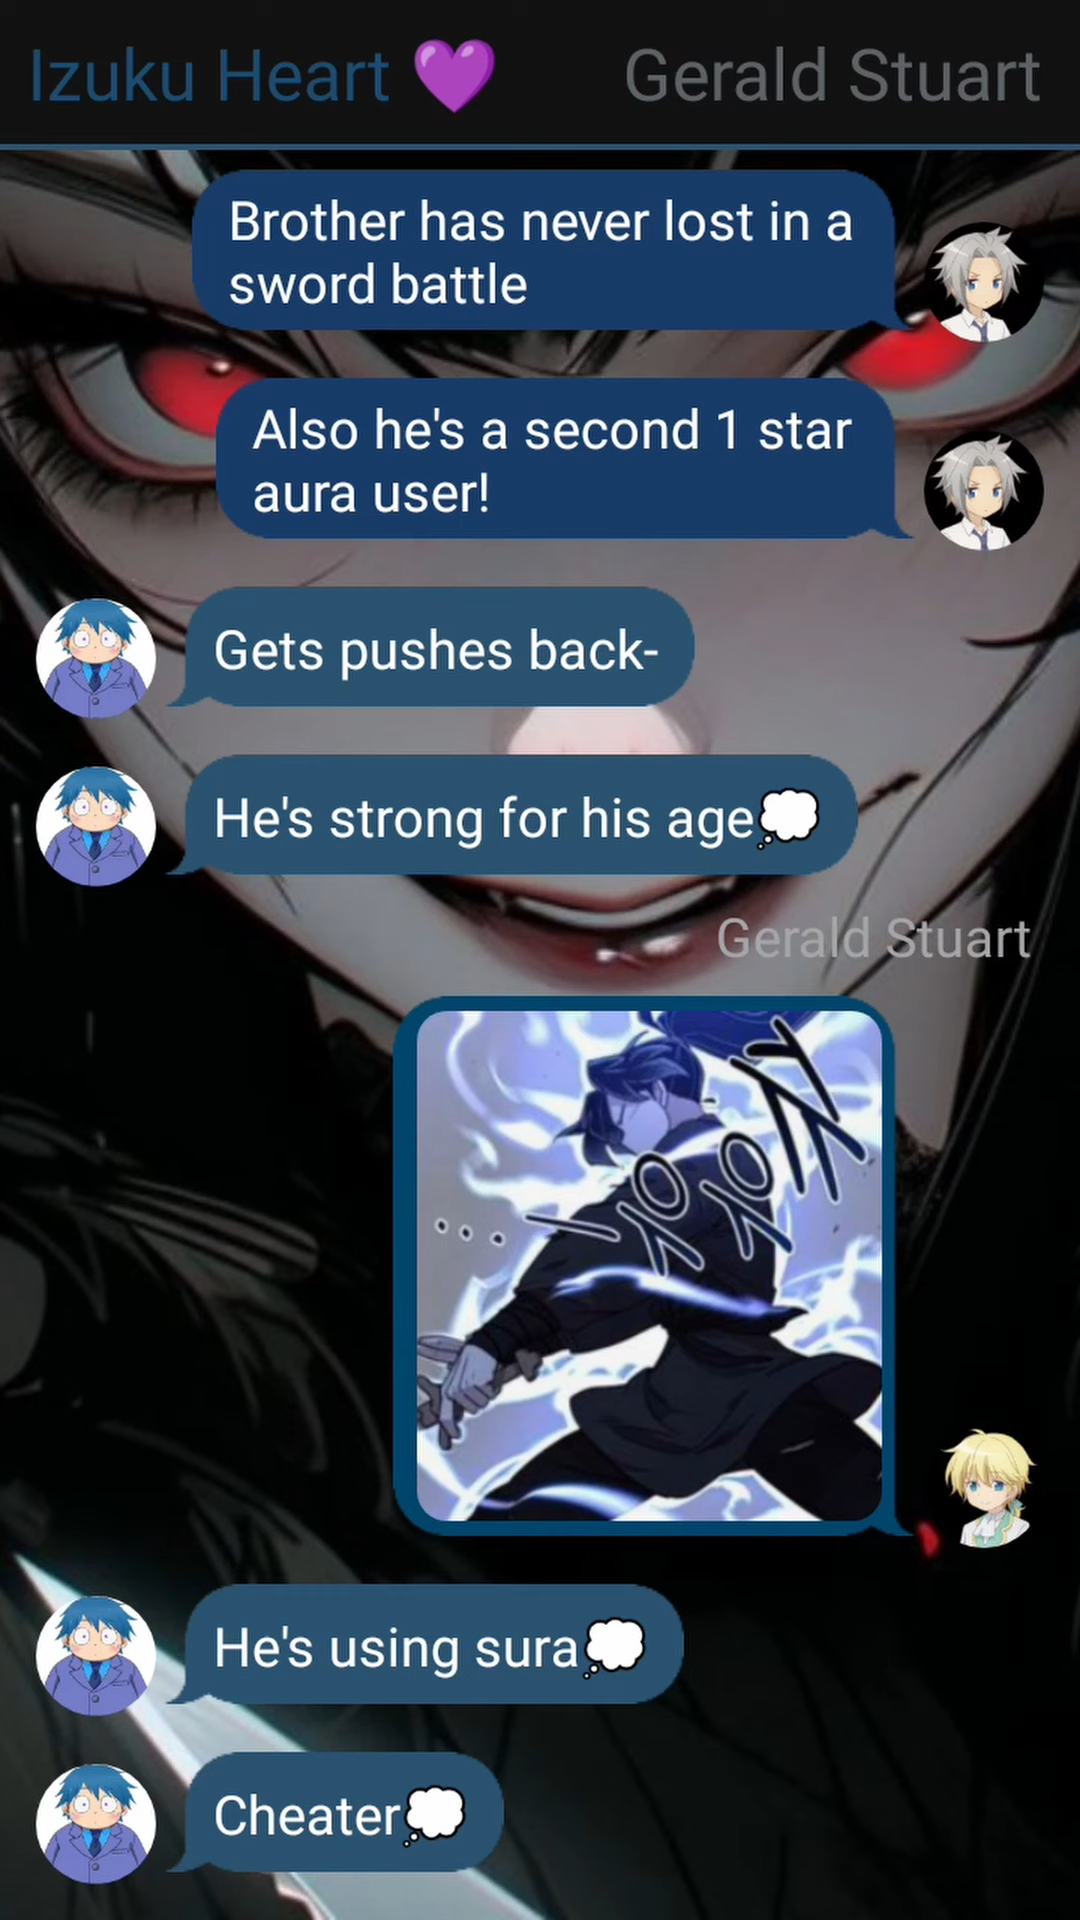 Izuku Heart 💜 Gerald Stuart
Brother has never lost in a
sword battle
Also he's a second 1 star
aura user!
Gets pushes back-
He's strong for his age💭
Gerald Stuart
...
He's using sura💭
Cheater💭